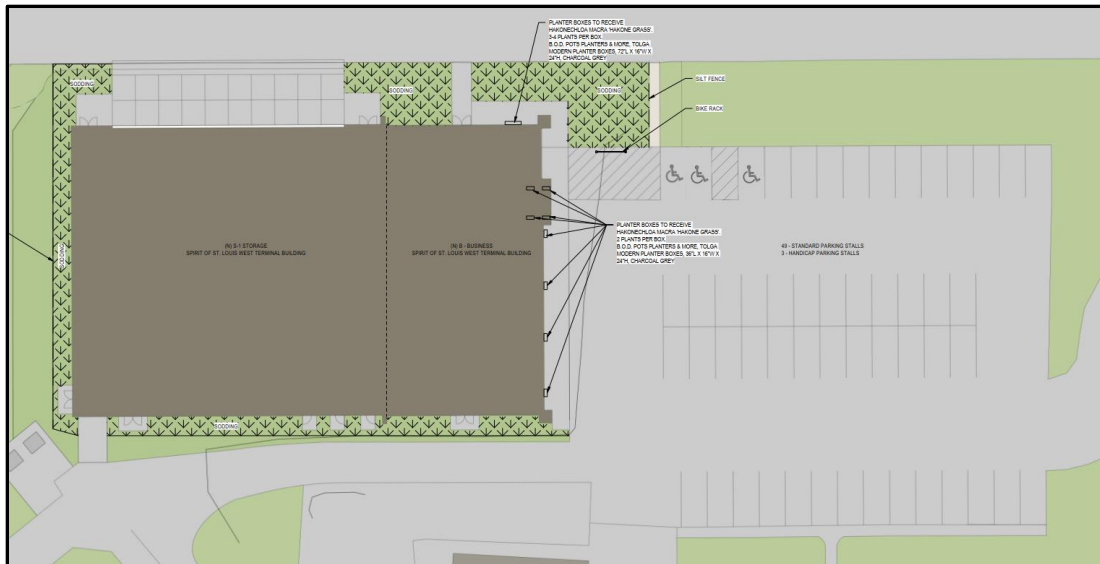 PLANTER BOXES TO RECEIVE
HAKONECHLOA MACRA 'HAKONE GRASS'.
3-4 PLANTS PER BOX.
B.O.D. POTS PLANTERS & MORE, TOLGA
MODERN PLANTER BOXES, 72"L X 16"W X
24"H, CHARCOAL GREY
SODDING
SODDING
SODDING
SILT FENCE
BIKE RACK
PLANTER BOXES TO RECEIVE
HAKONECHLOA MACRA 'HAKONE GRASS'.
2 PLANTS PER BOX.
B.O.D. POTS PLANTERS & MORE, TOLGA
MODERN PLANTER BOXES, 36"L X 16"W X
24"H, CHARCOAL GREY
(N) S-1 STORAGE
SPIRIT OF ST. LOUIS WEST TERMINAL BUILDING
(N) B - BUSINESS
SPIRIT OF ST. LOUIS WEST TERMINAL BUILDING
49 - STANDARD PARKING STALLS
3 - HANDICAP PARKING STALLS
SODDING
SODDING